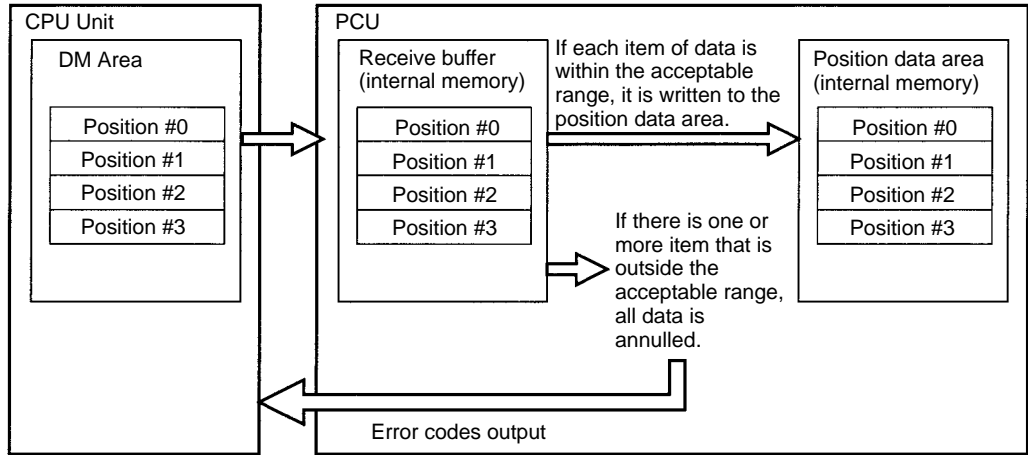 CPU Unit
DM Area
Position #0
Position #1
Position #2
Position #3
PCU
Receive buffer
(internal memory)
Position #0
Position #1
Position #2
Position #3
If each item of data is
within the acceptable
range, it is written to the
position data area.
If there is one or
more item that is
outside the
acceptable range,
all data is
annulled.
Position data area
(internal memory)
Position #0
Position #1
Position #2
Position #3
Error codes output